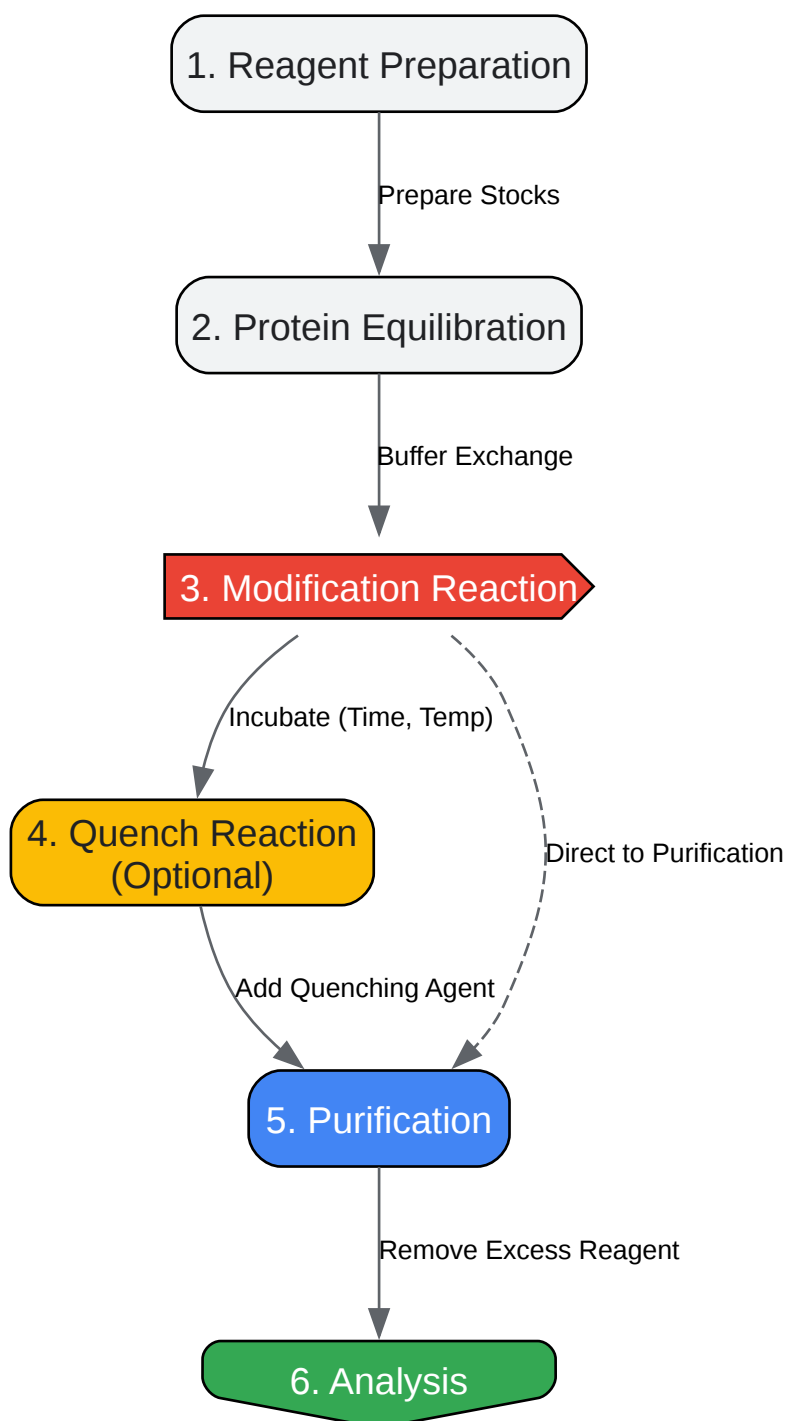 1. Reagent Preparation
Prepare Stocks
2. Protein Equilibration
Buffer Exchange
3. Modification Reaction
Incubate (Time, Temp)
4. Quench Reaction
(Optional)
Direct to Purification
Add Quenching Agent
5. Purification
Remove Excess Reagent
6. Analysis